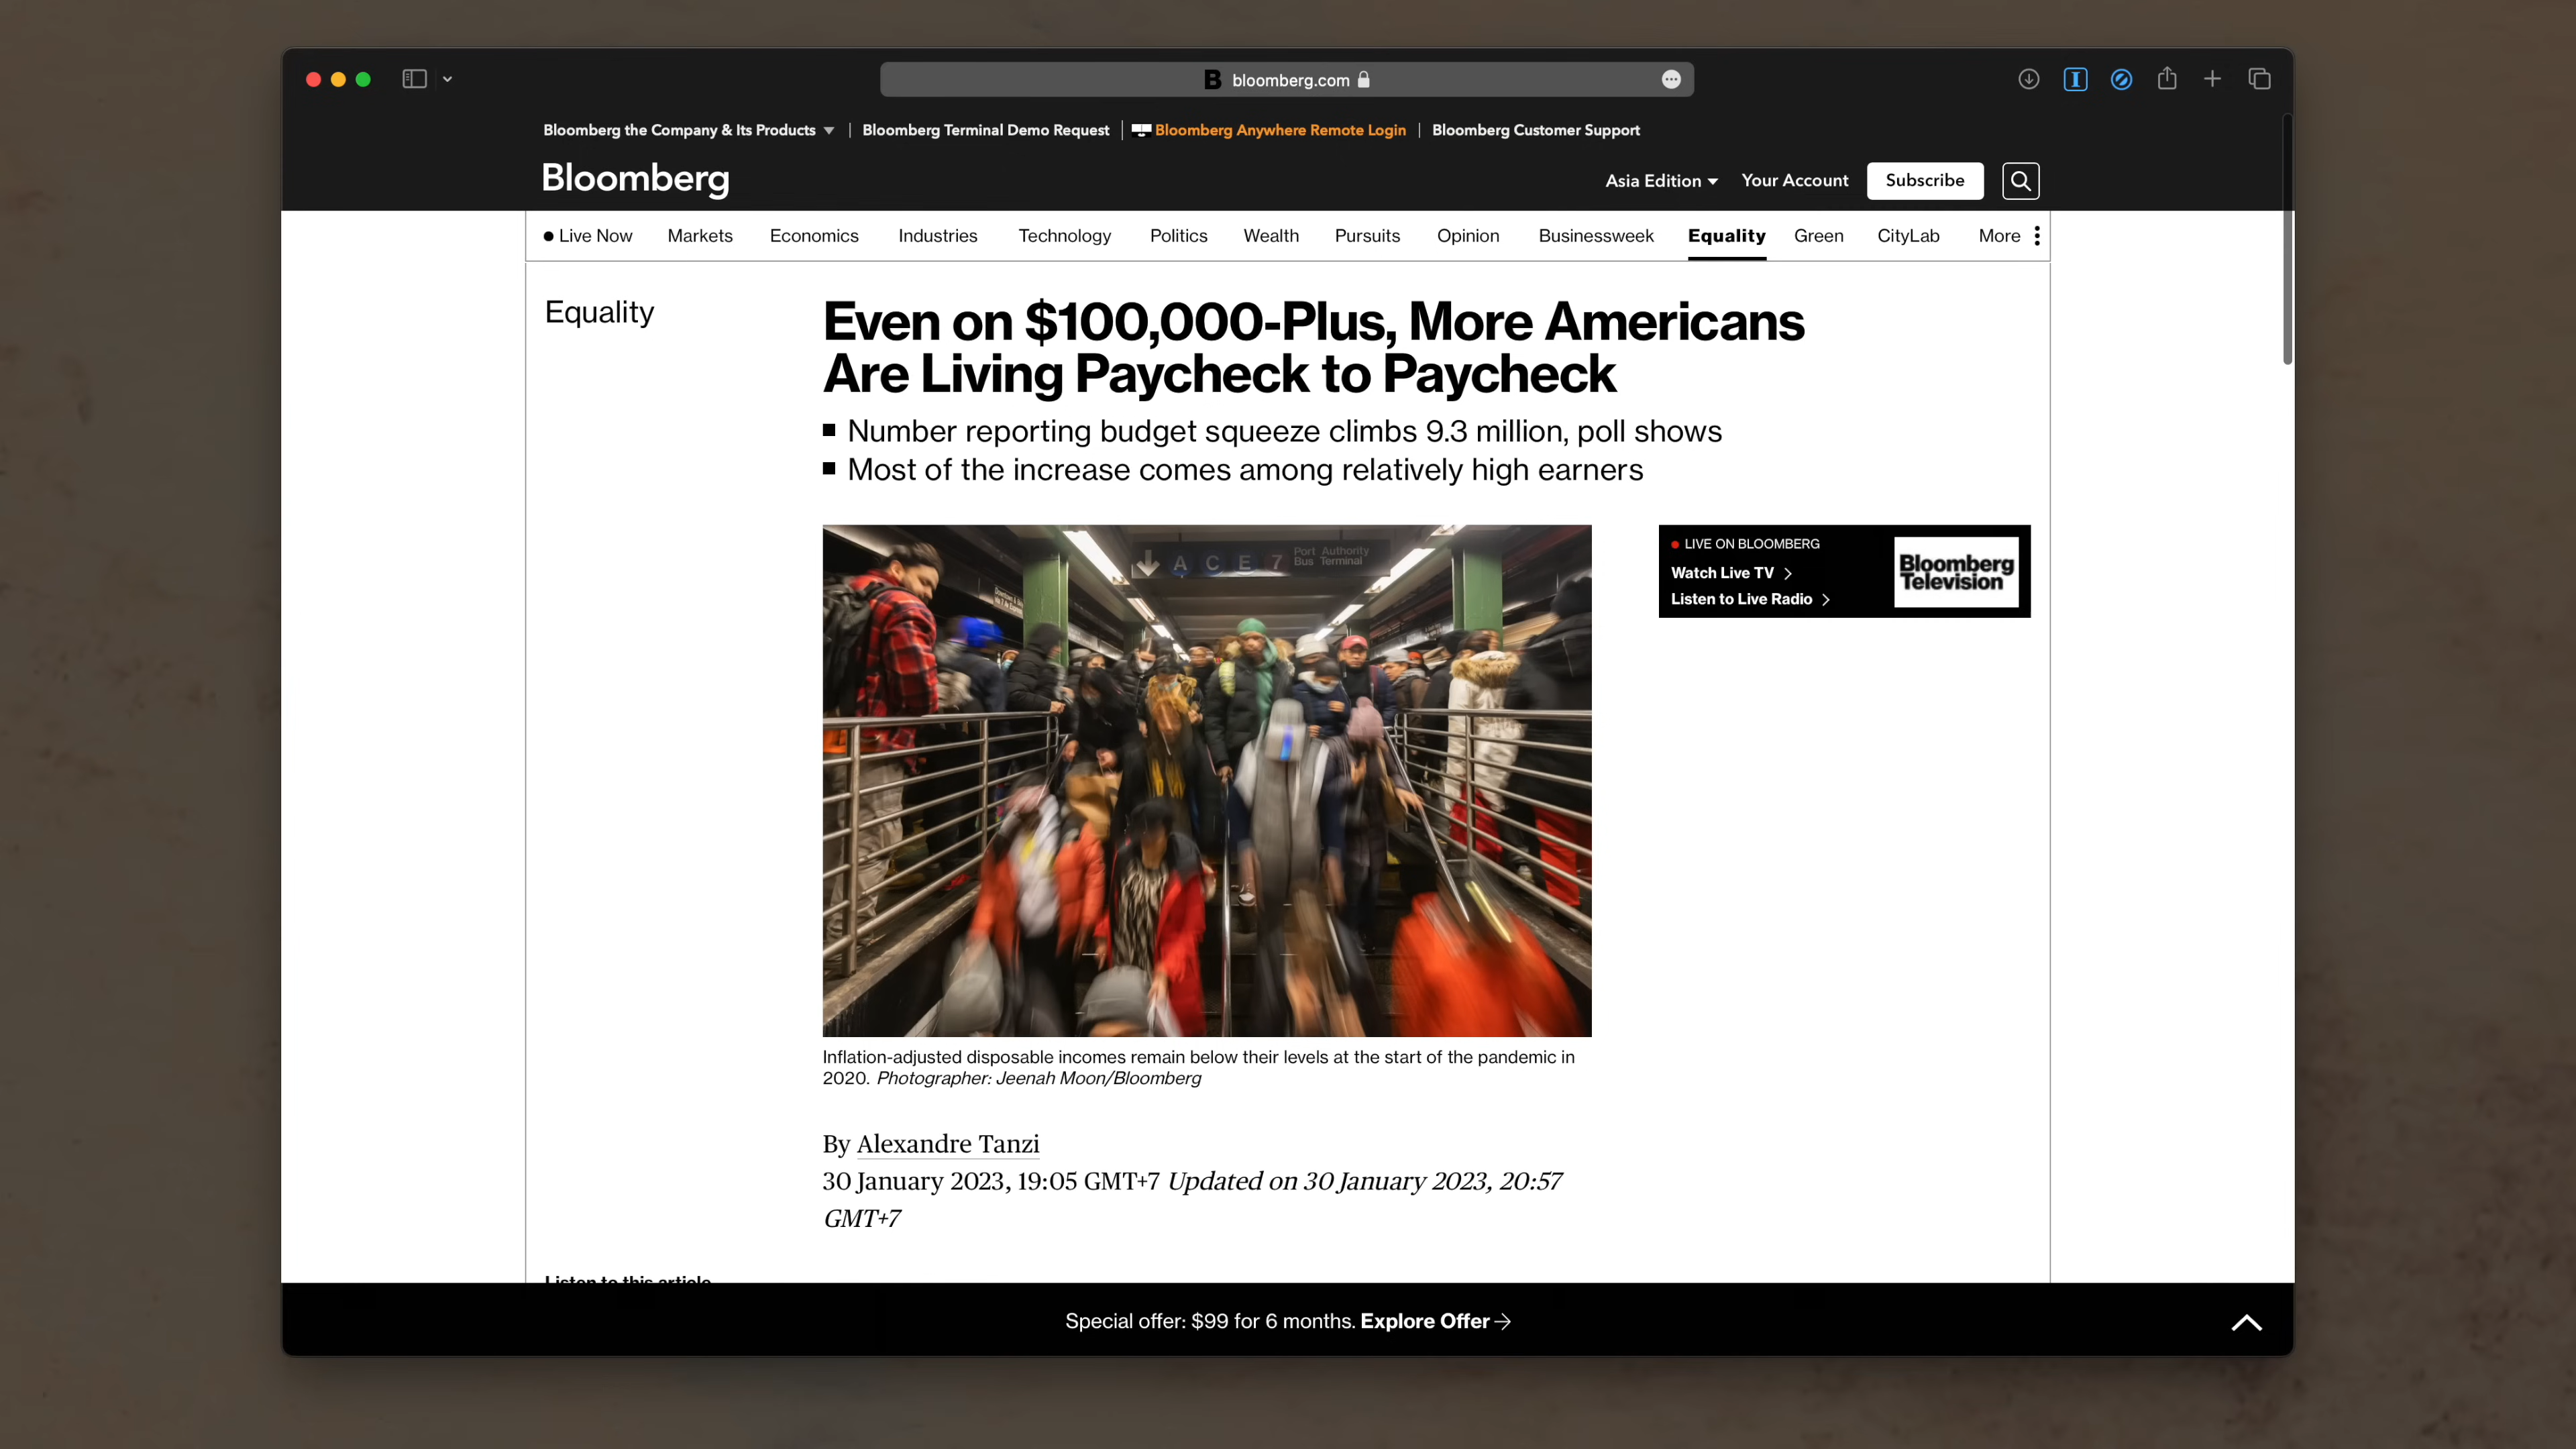 B bloomberg.com
Bloomberg the Company & Its Products
Bloomberg Terminal Demo Request
Bloomberg Anywhere Remote Login
Bloomberg Customer Support
Bloomberg
Asia Edition
Your Account
Subscribe
Live Now
Markets
Economics
Industries
Technology
Politics
Wealth
Pursuits
Opinion
Businessweek
Equality
Green
CityLab
More
Equality
Even on $100,000-Plus, More Americans
Are Living Paycheck to Paycheck
Number reporting budget squeeze climbs 9.3 million, poll shows
Most of the increase comes among relatively high earners
A C E 7 Port Authority
Bus Terminal
LIVE ON BLOOMBERG
Watch Live TV
Listen to Live Radio
Bloomberg
Television
Inflation-adjusted disposable incomes remain below their levels at the start of the pandemic in
2020. Photographer: Jeenah Moon/Bloomberg
By Alexandre Tanzi
30 January 2023, 19:05 GMT+7 Updated on 30 January 2023, 20:57
GMT+7
Listen to this article
Special offer: $99 for 6 months. Explore Offer